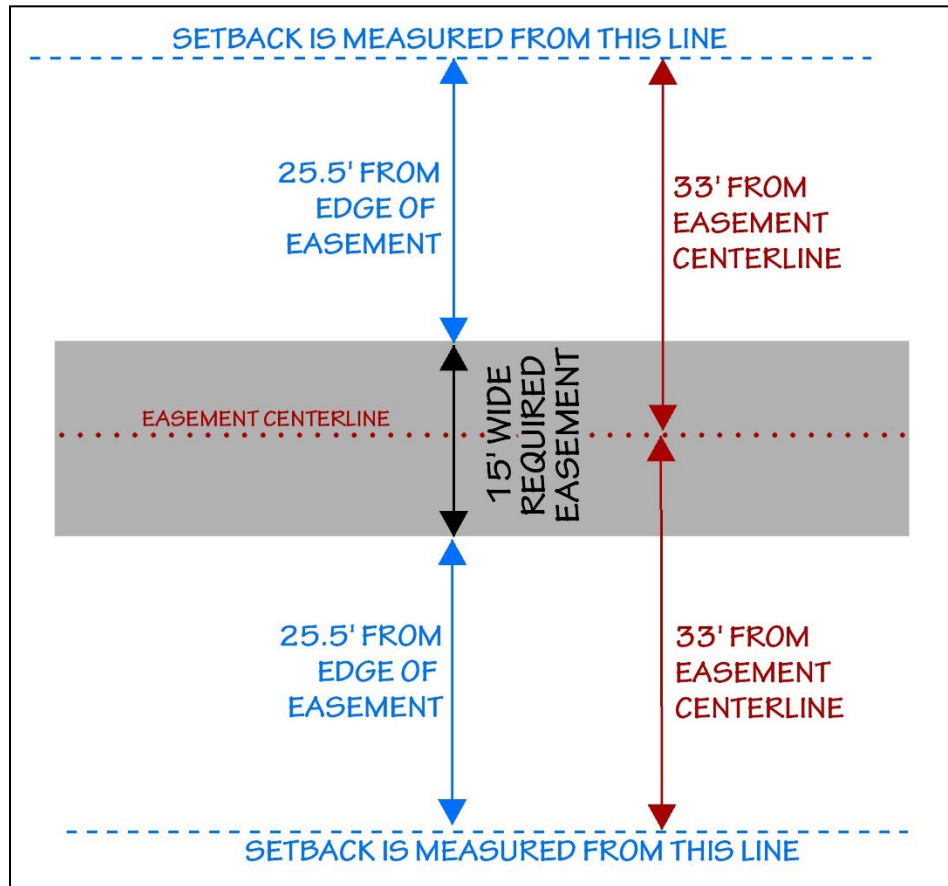 SETBACK IS MEASURED FROM THIS LINE
25.5' FROM
EDGE OF
EASEMENT
33' FROM
EASEMENT
CENTERLINE
EASEMENT CENTERLINE
15' WIDE
REQUIRED
EASEMENT
25.5' FROM
EDGE OF
EASEMENT
33' FROM
EASEMENT
CENTERLINE
SETBACK IS MEASURED FROM THIS LINE